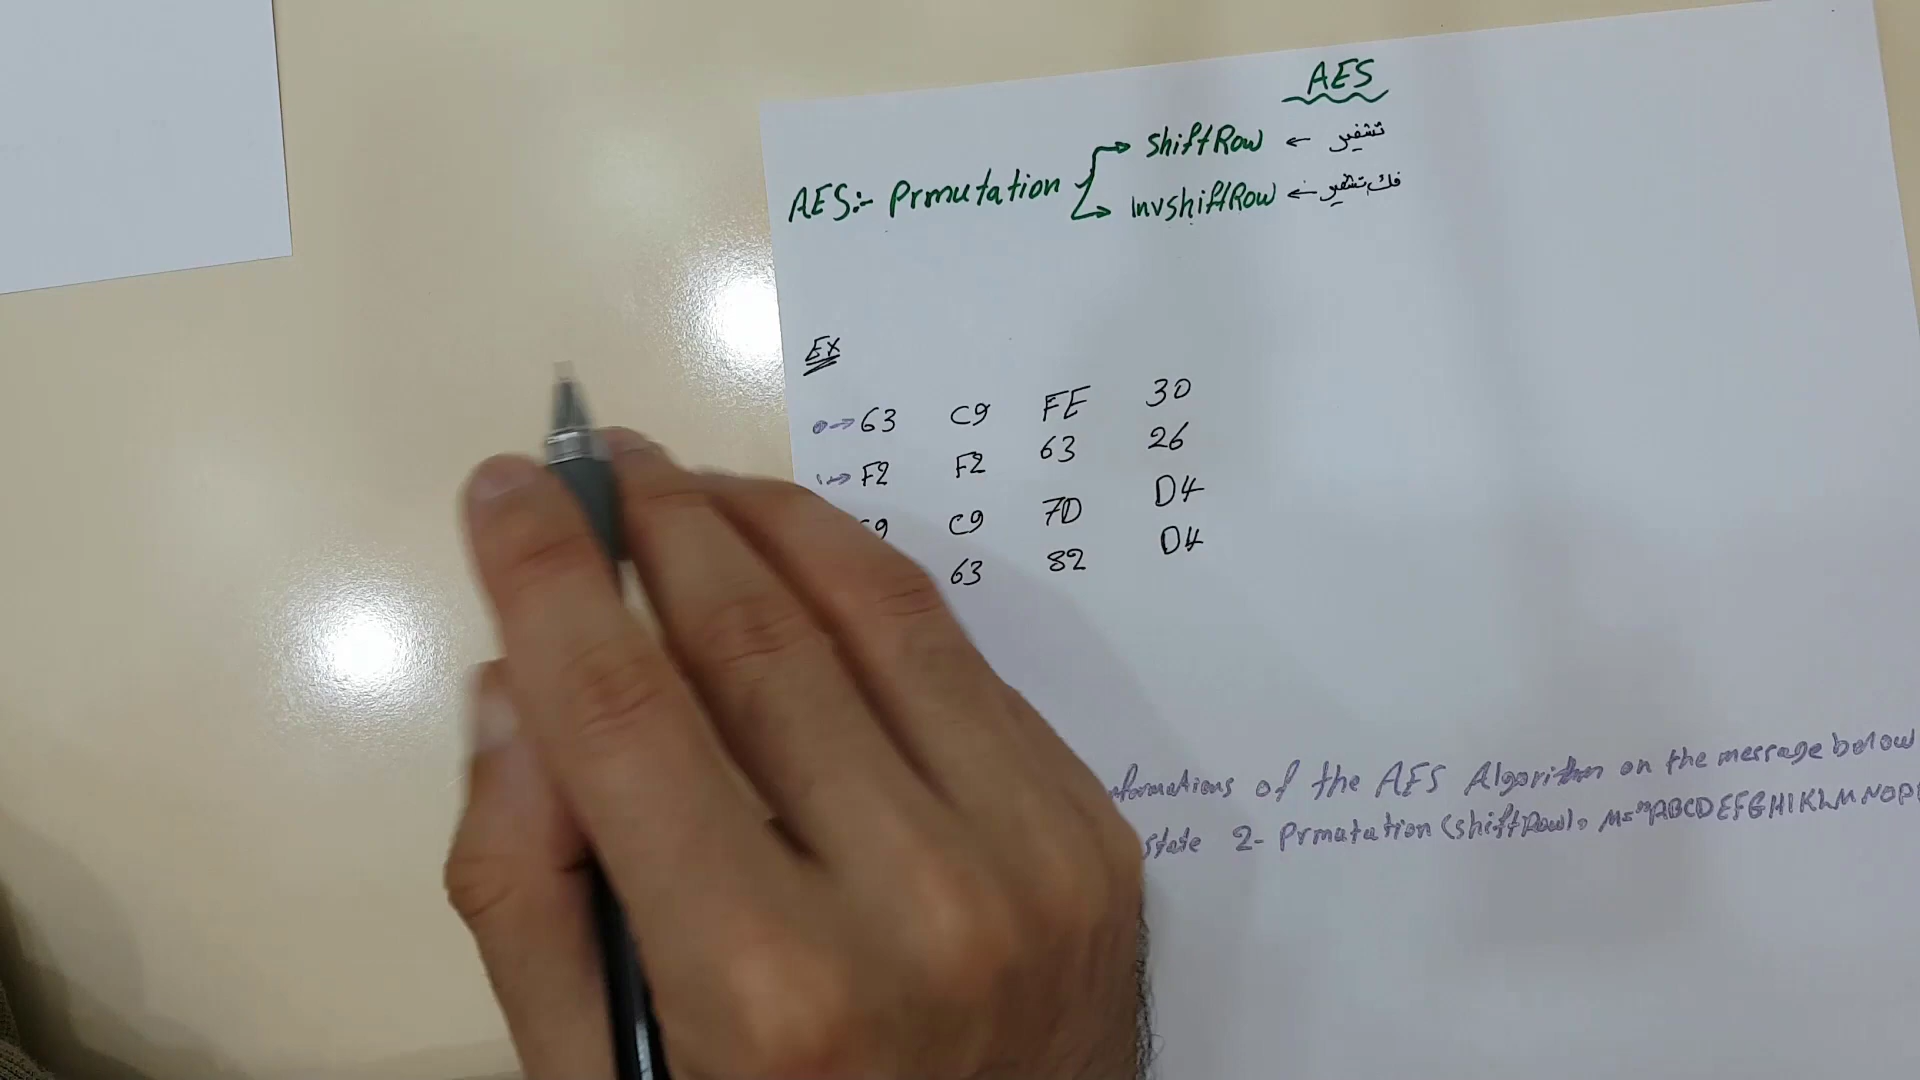 AES
AES:- Prmutation
shiftRow ← تشفير
InvshiftRow ← فك تشفير
Ex
0→ 63 C9 FE 30
1→ F2 F2 63 26
C9 7D D4
63 82 D4
of the AES Algorithm on the message below
state 2- Prmutation (shiftRow). M="ABCDEFGHIKLMNOP